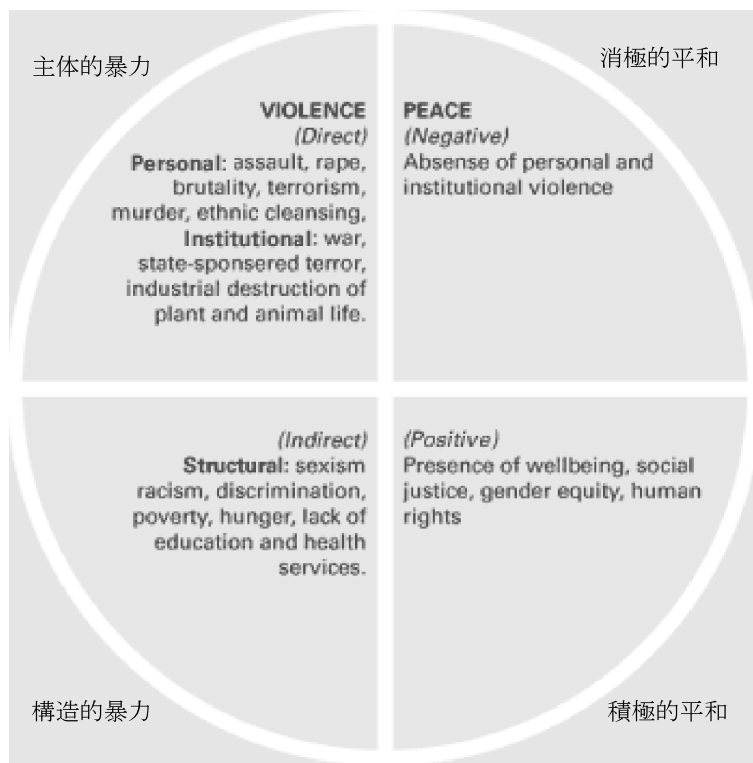 主体的暴力
消極的平和
VIOLENCE
(Direct)
Personal: assault, rape,
brutality, terrorism,
murder, ethnic cleansing,
Institutional: war,
state-sponsered terror,
industrial destruction of
plant and animal life.
PEACE
(Negative)
Absense of personal and
institutional violence
(Indirect)
Structural: sexism
racism, discrimination,
poverty, hunger, lack of
education and health
services.
(Positive)
Presence of wellbeing, social
justice, gender equity, human
rights
構造的暴力
積極的平和